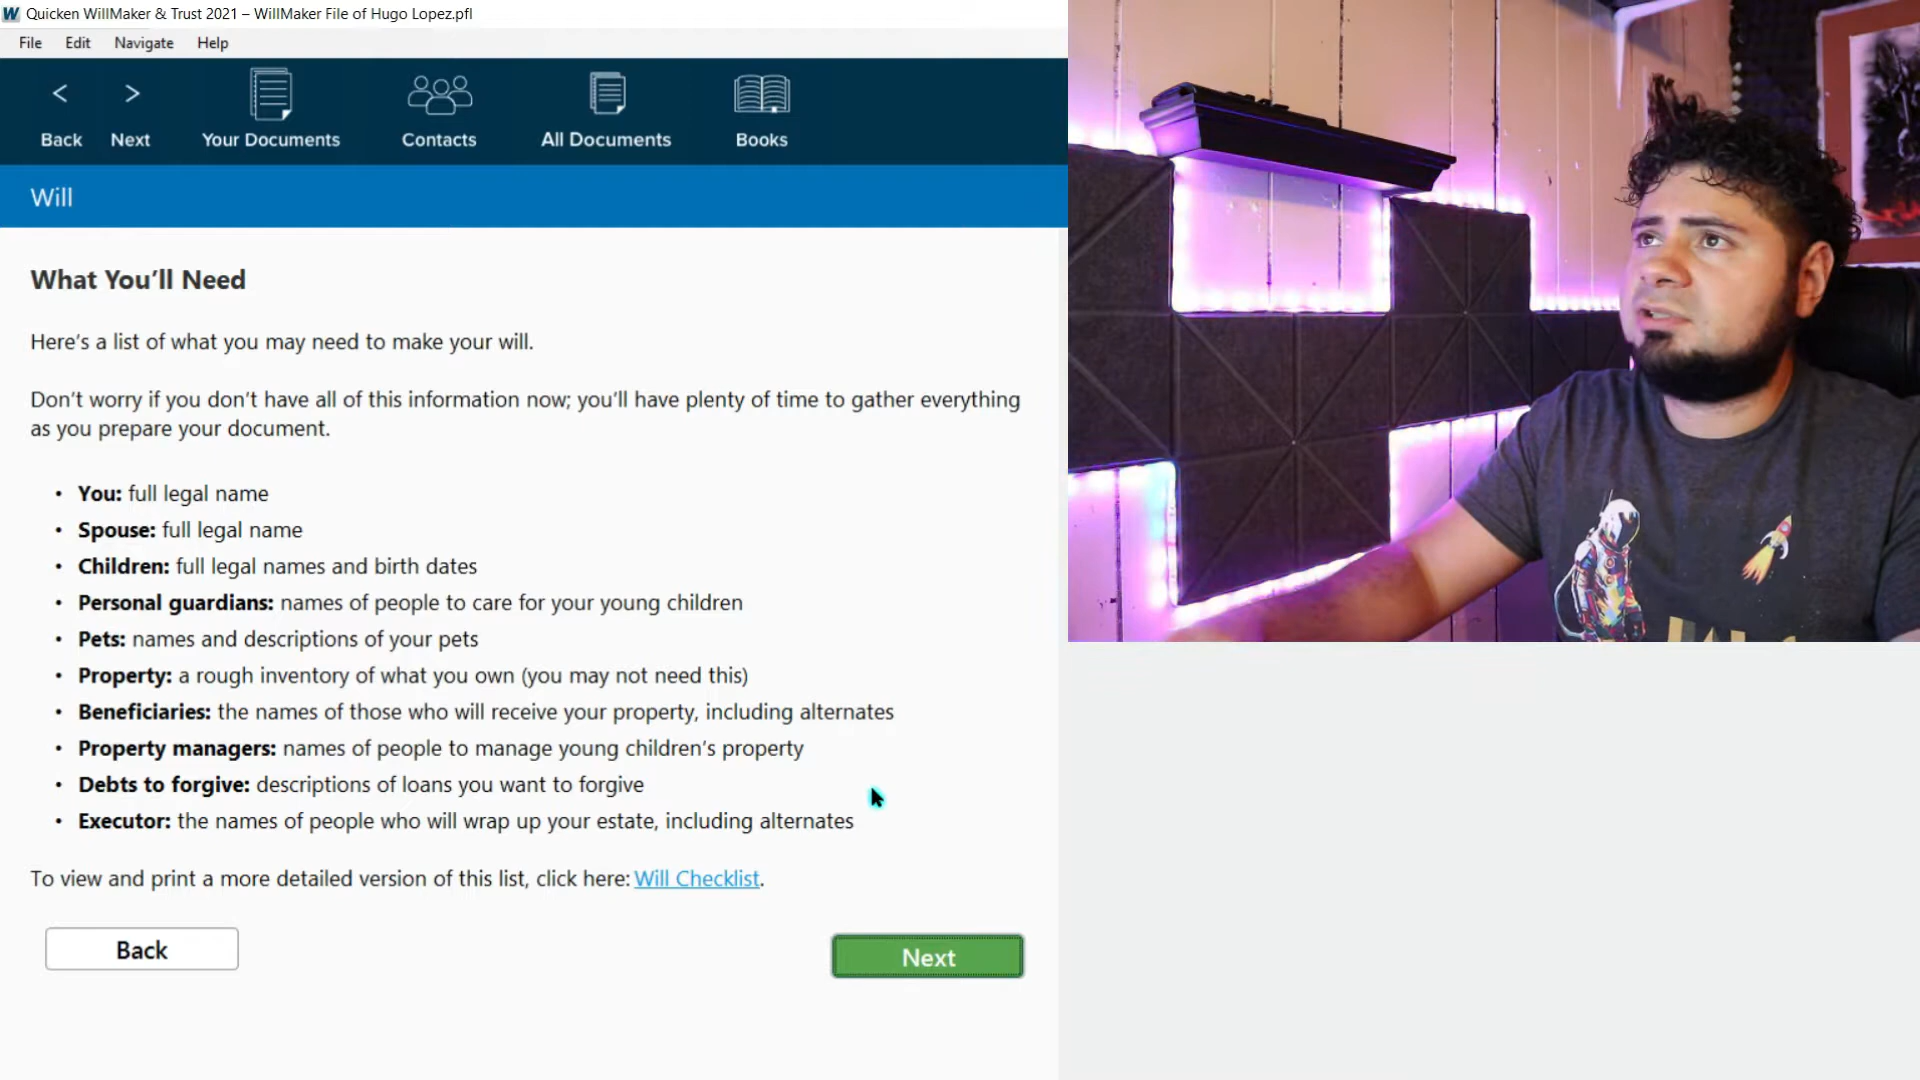 Quicken WillMaker & Trust 2021 – WillMaker File of Hugo Lopez.pfl
File Edit Navigate Help
Back Next Your Documents Contacts All Documents Books
Will
What You’ll Need
Here’s a list of what you may need to make your will.
Don’t worry if you don’t have all of this information now; you’ll have plenty of time to gather everything
as you prepare your document.
• You: full legal name
• Spouse: full legal name
• Children: full legal names and birth dates
• Personal guardians: names of people to care for your young children
• Pets: names and descriptions of your pets
• Property: a rough inventory of what you own (you may not need this)
• Beneficiaries: the names of those who will receive your property, including alternates
• Property managers: names of people to manage young children’s property
• Debts to forgive: descriptions of loans you want to forgive
• Executor: the names of people who will wrap up your estate, including alternates
To view and print a more detailed version of this list, click here: Will Checklist.
Back Next